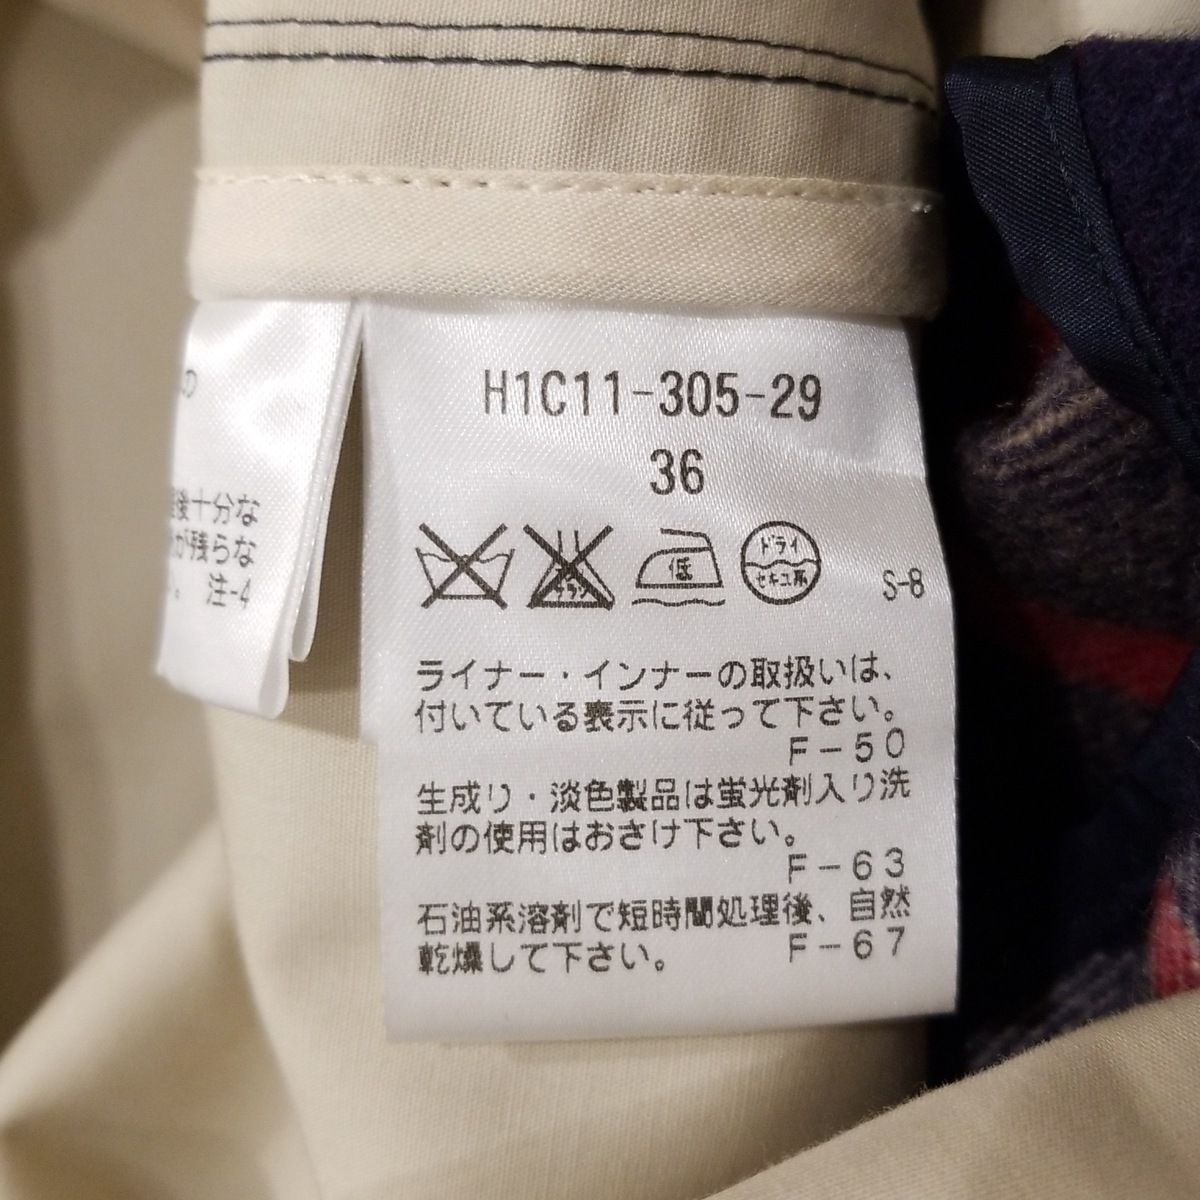 の
後十分な
が残らな
。 注-4
H1C11-305-29
36
低
ドライ
セキユ系
S-8
ライナー・インナーの取扱いは、
付いている表示に従って下さい。
F-50
生成り・淡色製品は蛍光剤入り洗
剤の使用はおさけ下さい。
F-63
石油系溶剤で短時間処理後、自然
乾燥して下さい。 F-67